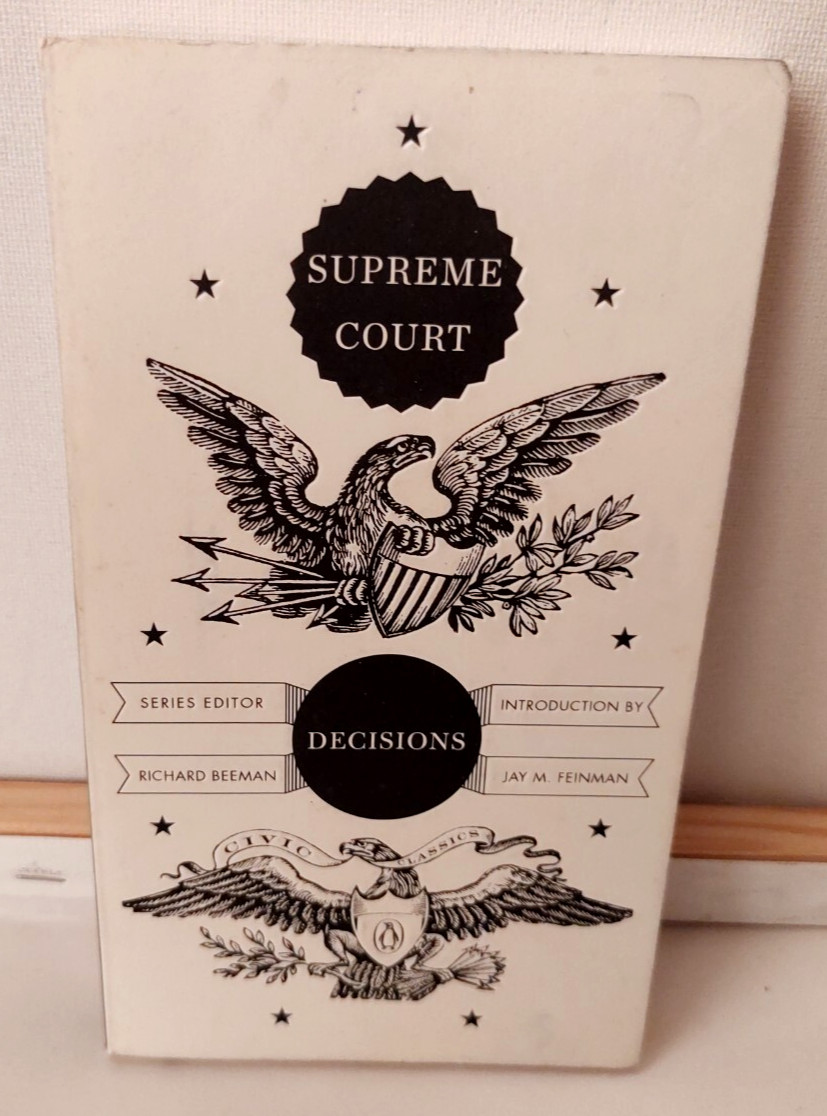 SUPREME
COURT
SERIES EDITOR
INTRODUCTION BY
DECISIONS
RICHARD BEEMAN
JAY M. FEINMAN
CIVIC CLASSICS